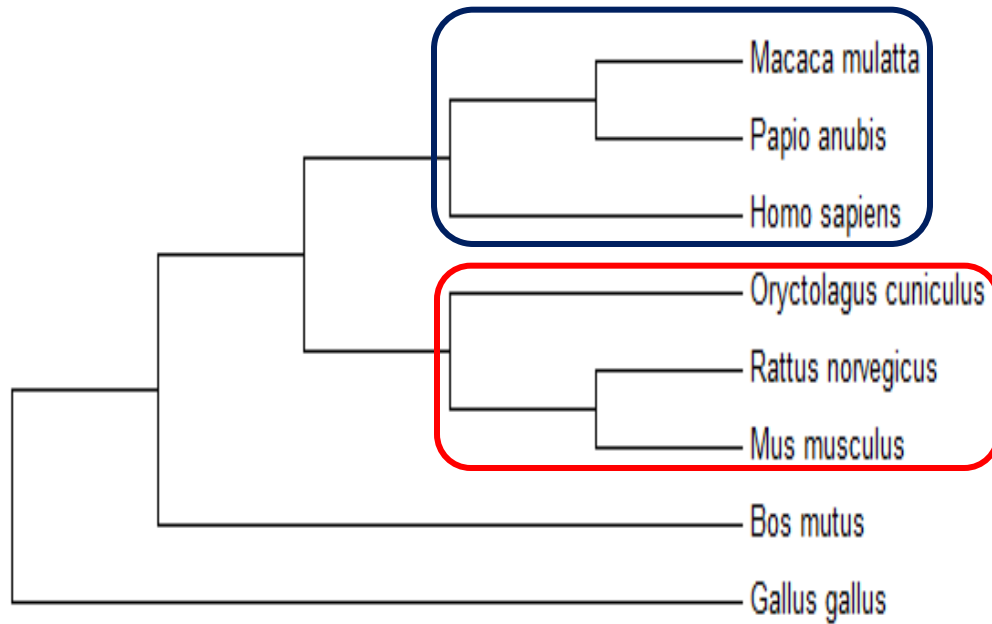 Macaca mulatta
Papio anubis
Homo sapiens
Oryctolagus cuniculus
Rattus norvegicus
Mus musculus
Bos mutus
Gallus gallus